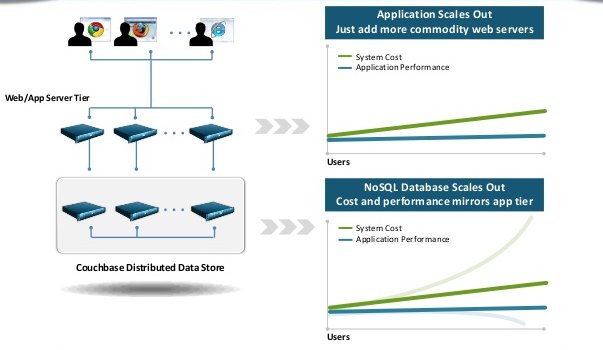 Application Scales Out
Just add more commodity web servers
System Cost
Application Performance
Web/App Server Tier
Users
NoSQL Database Scales Out
Cost and performance mirrors app tier
System Cost
Application Performance
Couchbase Distributed Data Store
Users